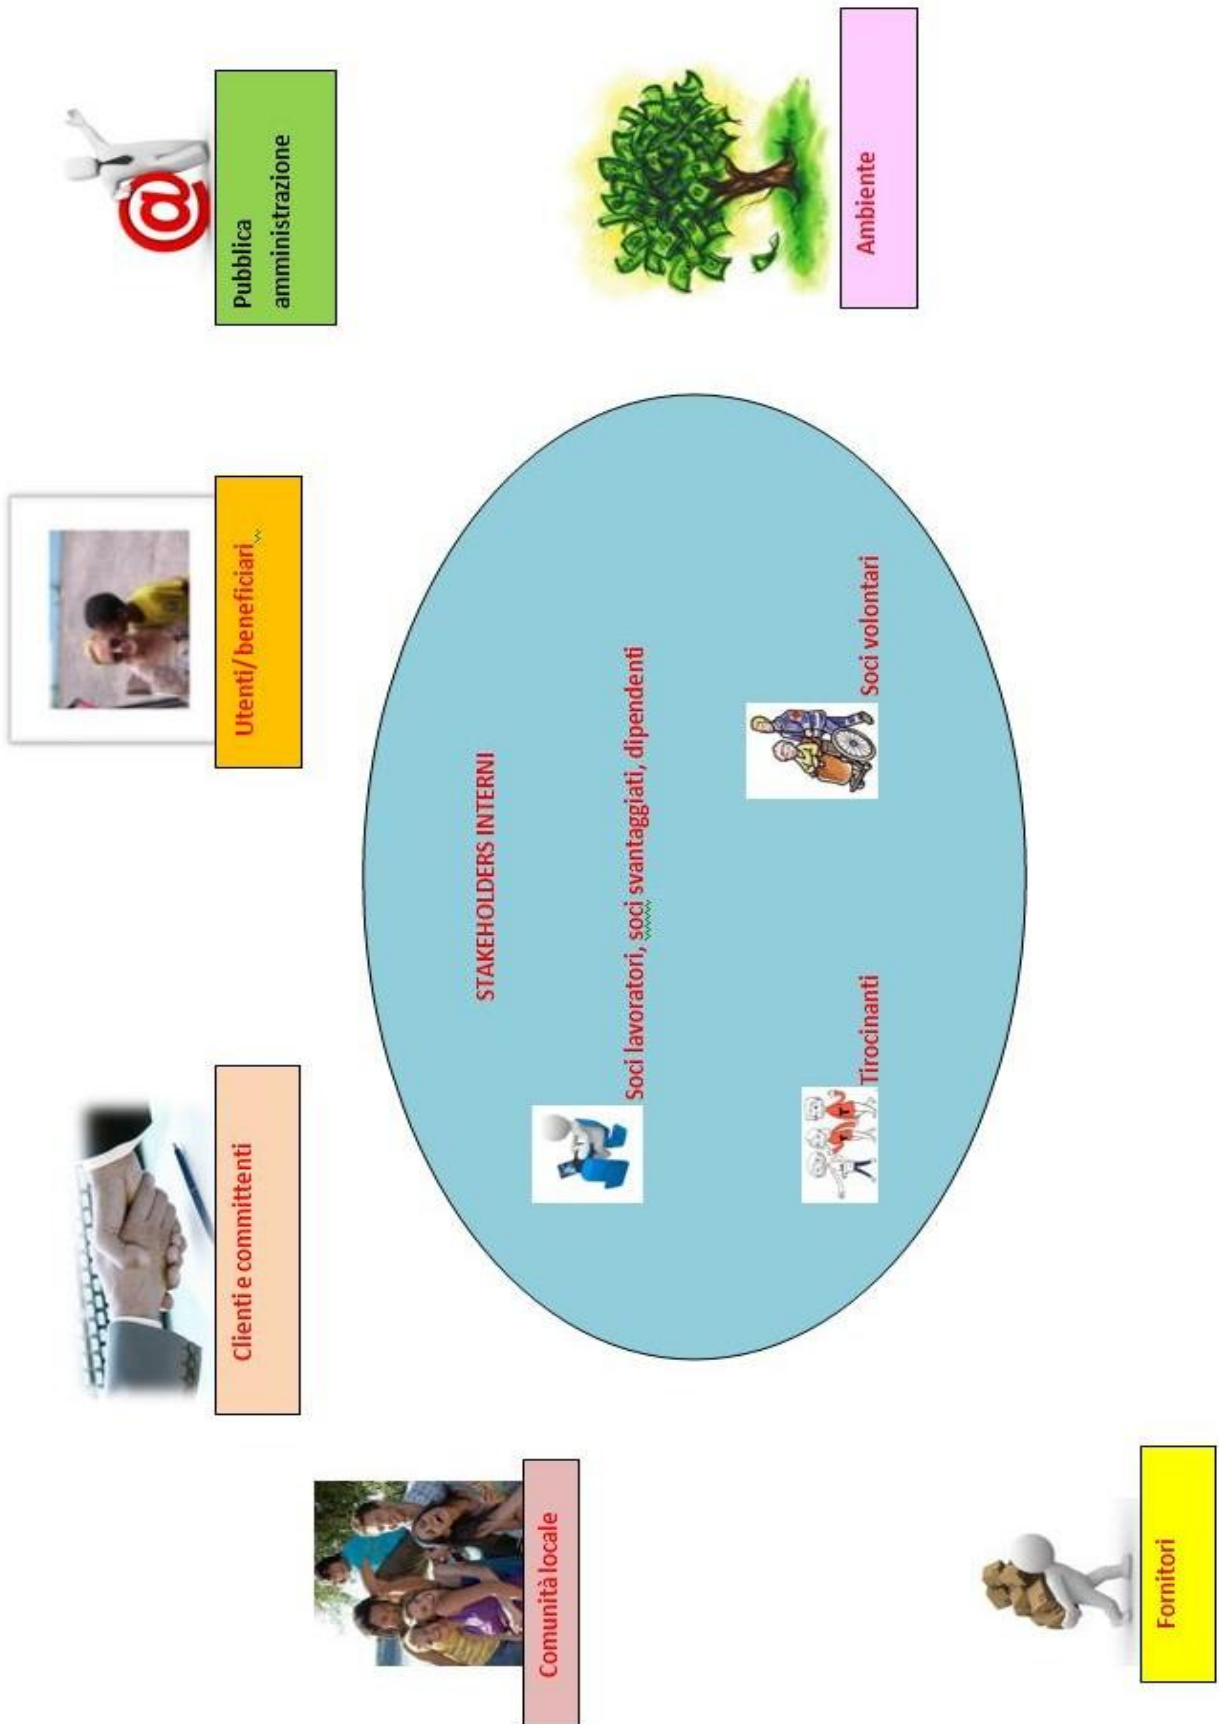 Clienti e committenti
Utenti/ beneficiari
Pubblica
amministrazione
STAKEHOLDERS INTERNI
Comunità locale
Soci lavoratori, soci svantaggiati, dipendenti
Tirocinanti
Soci volontari
Ambiente
Fornitori